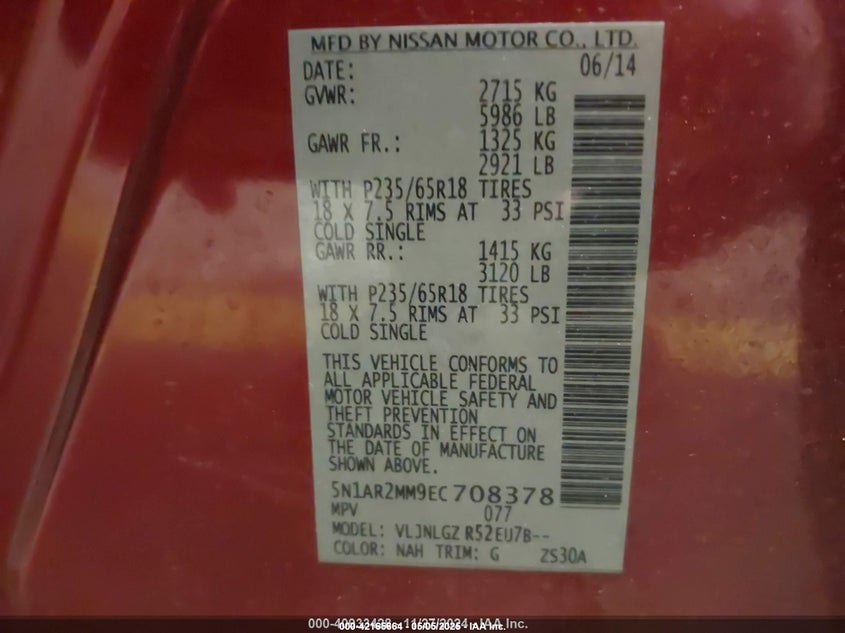 MFD BY NISSAN MOTOR CO., LTD.
DATE: 06/14
GVWR: 2715 KG
5986 LB
GAWR FR.: 1325 KG
2921 LB
WITH P235/65R18 TIRES
18 X 7.5 RIMS AT 33 PSI
COLD SINGLE
GAWR RR.: 1415 KG
3120 LB
WITH P235/65R18 TIRES
18 X 7.5 RIMS AT 33 PSI
COLD SINGLE
THIS VEHICLE CONFORMS TO
ALL APPLICABLE FEDERAL
MOTOR VEHICLE SAFETY AND
THEFT PREVENTION
STANDARDS IN EFFECT ON
THE DATE OF MANUFACTURE
SHOWN ABOVE.
5N1AR2MM9EC708378
MPV 077
MODEL: VLJNLGZ R52EU7B--
COLOR: NAH TRIM: G ZS30A
IAA Inc.